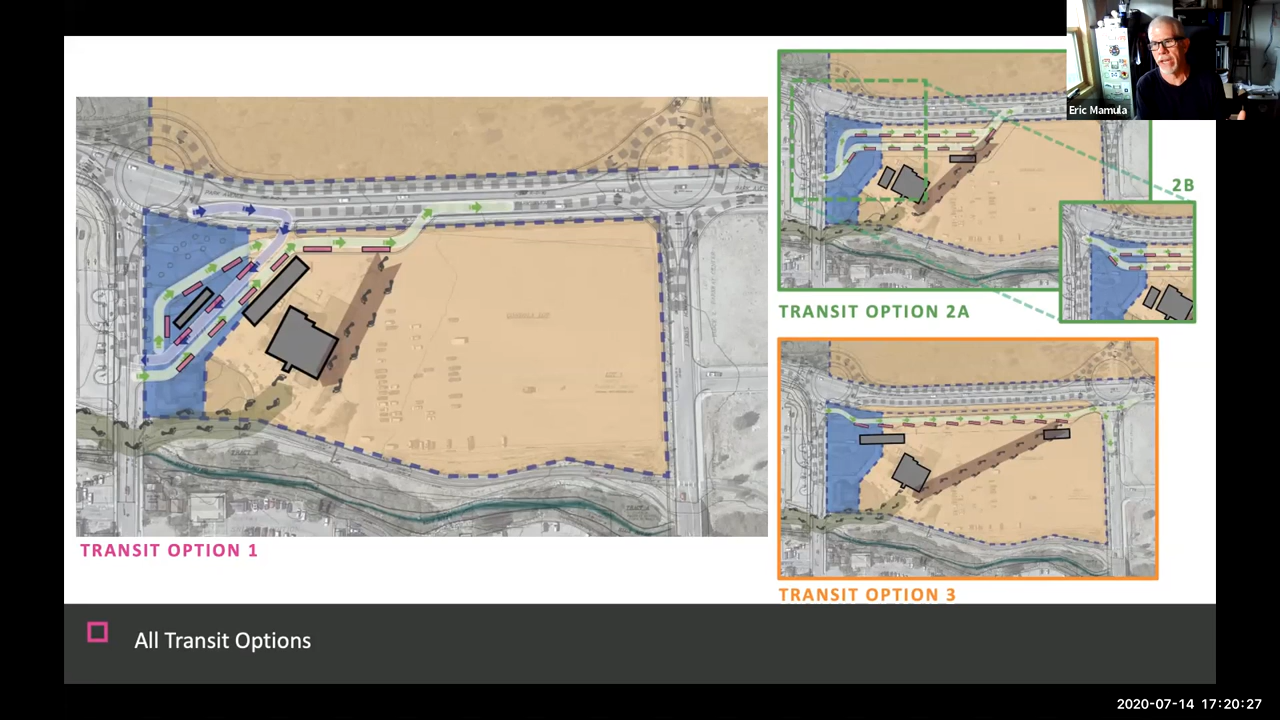 Eric Mamula
2B
TRANSIT OPTION 2A
TRANSIT OPTION 1
TRANSIT OPTION 3
All Transit Options
2020-07-14 17:20:27